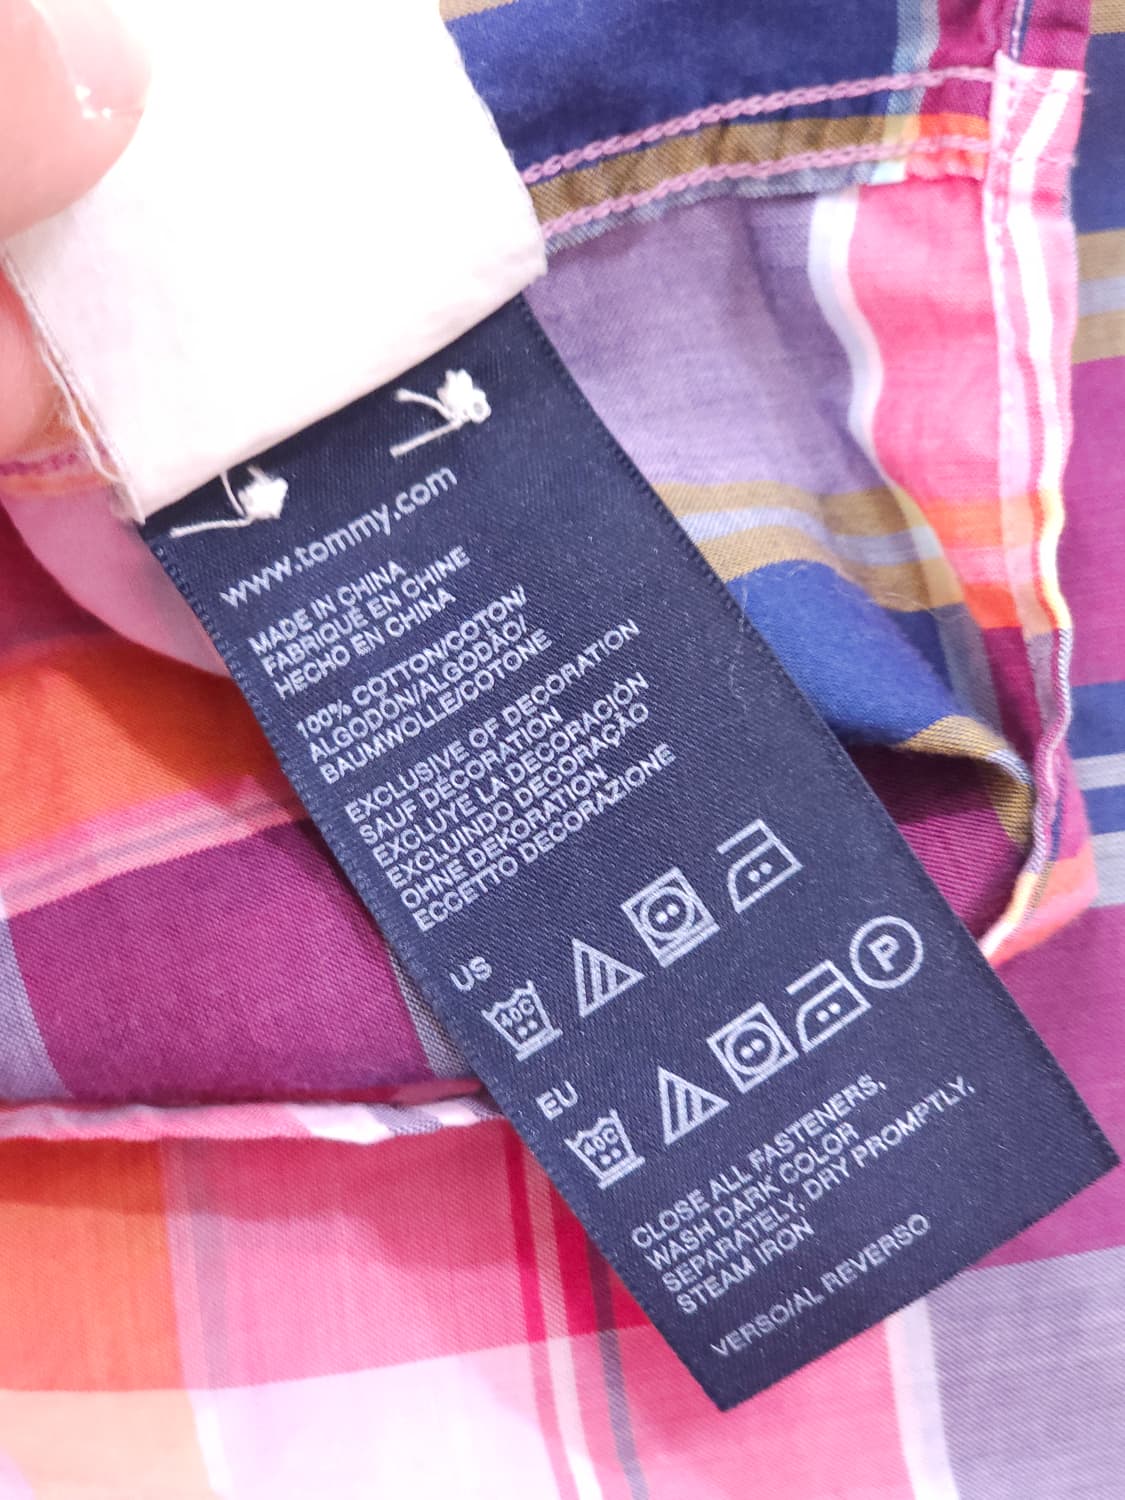 www.tommy.com
MADE IN CHINA
FABRIQUÉ EN CHINE
HECHO EN CHINA
100% COTTON/COTON/
ALGODÓN/ALGODÃO/
BAUMWOLLE/COTONE
EXCLUSIVE OF DECORATION
SAUF DÉCORATION
EXCLUYE LA DECORACIÓN
EXCLUINDO DECORAÇÃO
OHNE DEKORATION
ECCETTO DECORAZIONE
US
40C
EU
40C
P
CLOSE ALL FASTENERS,
WASH DARK COLOR
SEPARATELY, DRY PROMPTLY,
STEAM IRON
VERSO/AL REVERSO